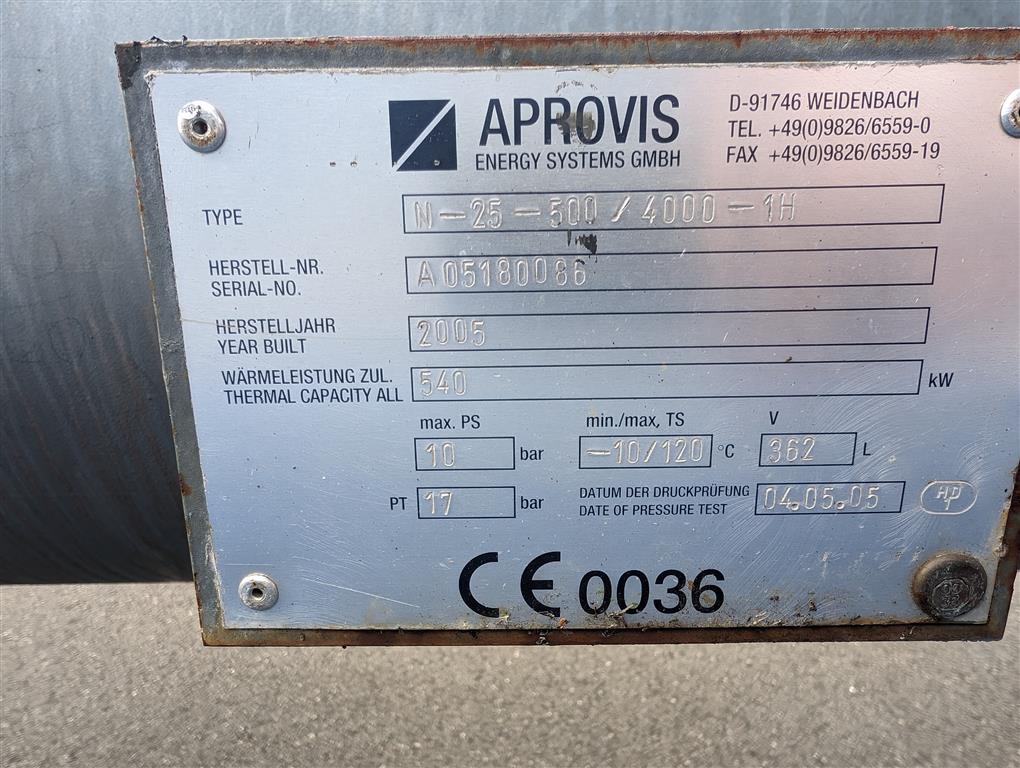 APROVIS
ENERGY SYSTEMS GMBH
D-91746 WEIDENBACH
TEL. +49(0)9826/6559-0
FAX +49(0)9826/6559-19
TYPE N-25-500/4000-1H
HERSTELL-NR.
SERIAL-NO. A05180086
HERSTELLJAHR
YEAR BUILT 2005
WÄRMELEISTUNG ZUL.
THERMAL CAPACITY ALL 540 kW
max. PS min./max, TS V
10 bar -10/120 °C 362 L
PT 17 bar DATUM DER DRUCKPRÜFUNG
DATE OF PRESSURE TEST 04.05.05 HP
1
CE 0036